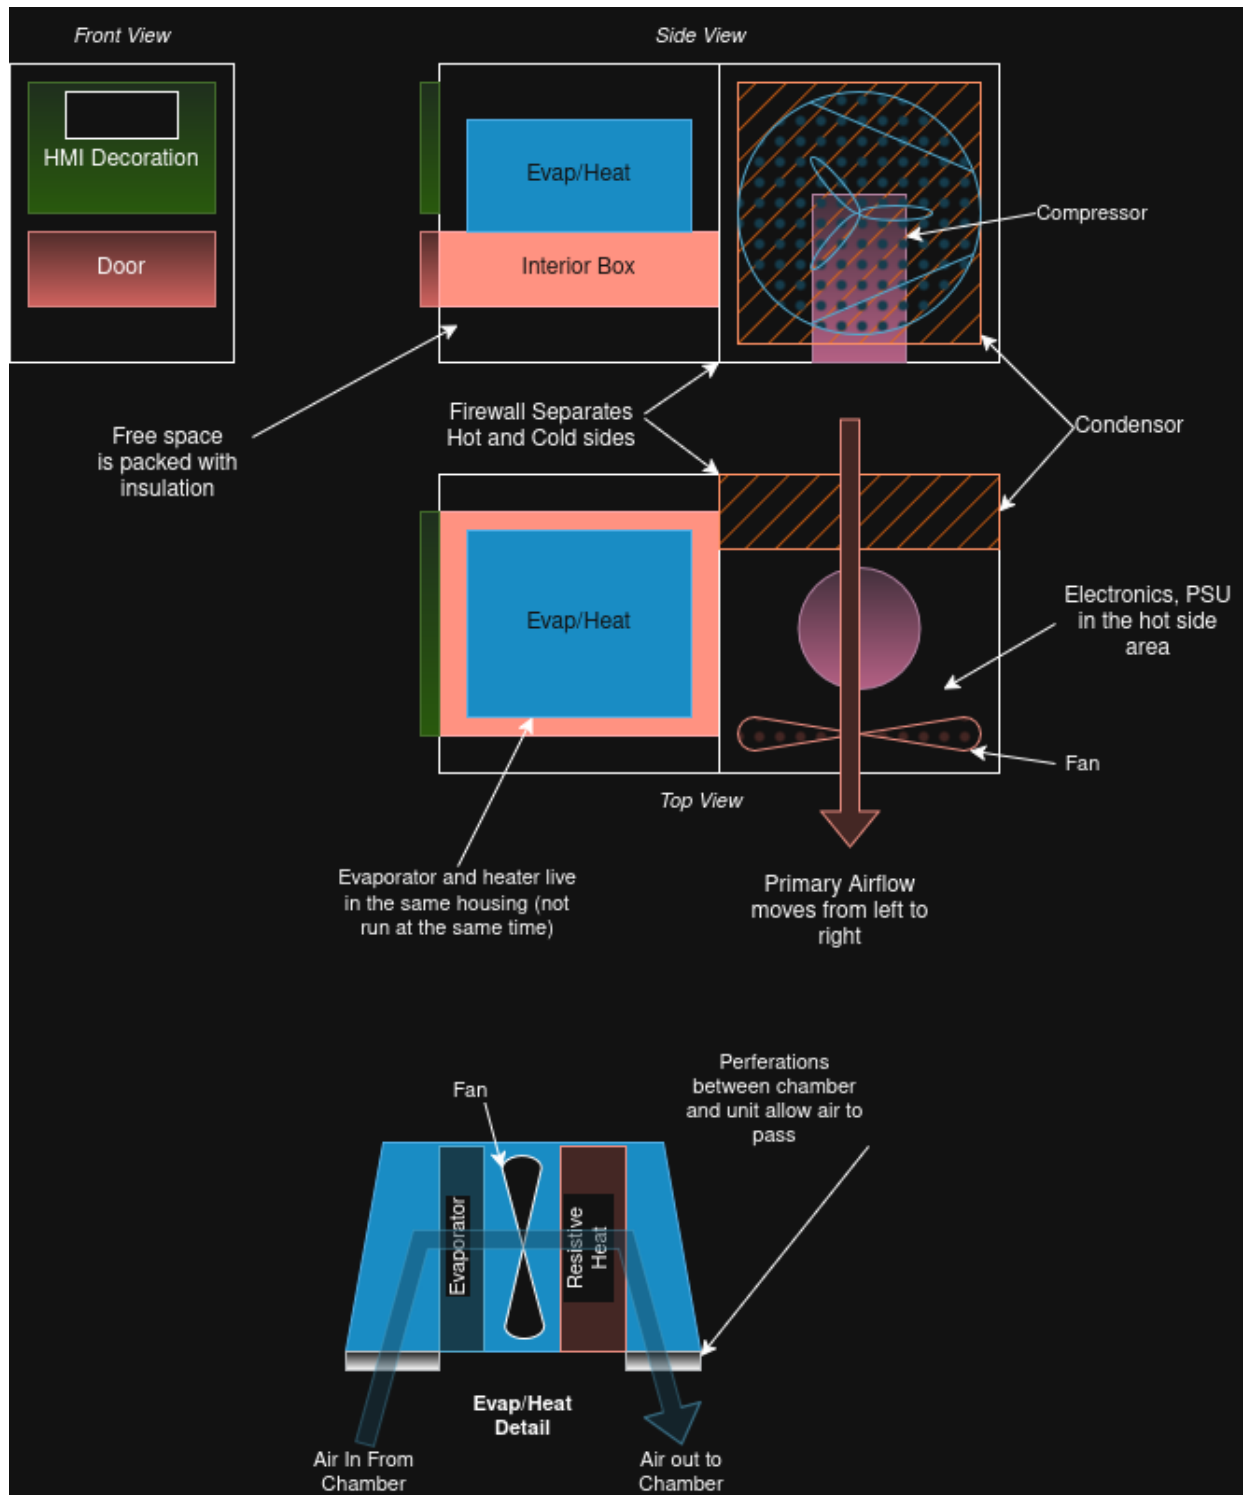 Front View
Side View
HMI Decoration
Door
Evap/Heat
Interior Box
Compressor
Free space
is packed with
insulation
Firewall Separates
Hot and Cold sides
Condensor
Evap/Heat
Electronics, PSU
in the hot side
area
Fan
Top View
Evaporator and heater live
in the same housing (not
run at the same time)
Primary Airflow
moves from left to
right
Perferations
between chamber
and unit allow air to
pass
Fan
Evaporator
Resistive
Heat
Evap/Heat
Detail
Air In From
Chamber
Air out to
Chamber